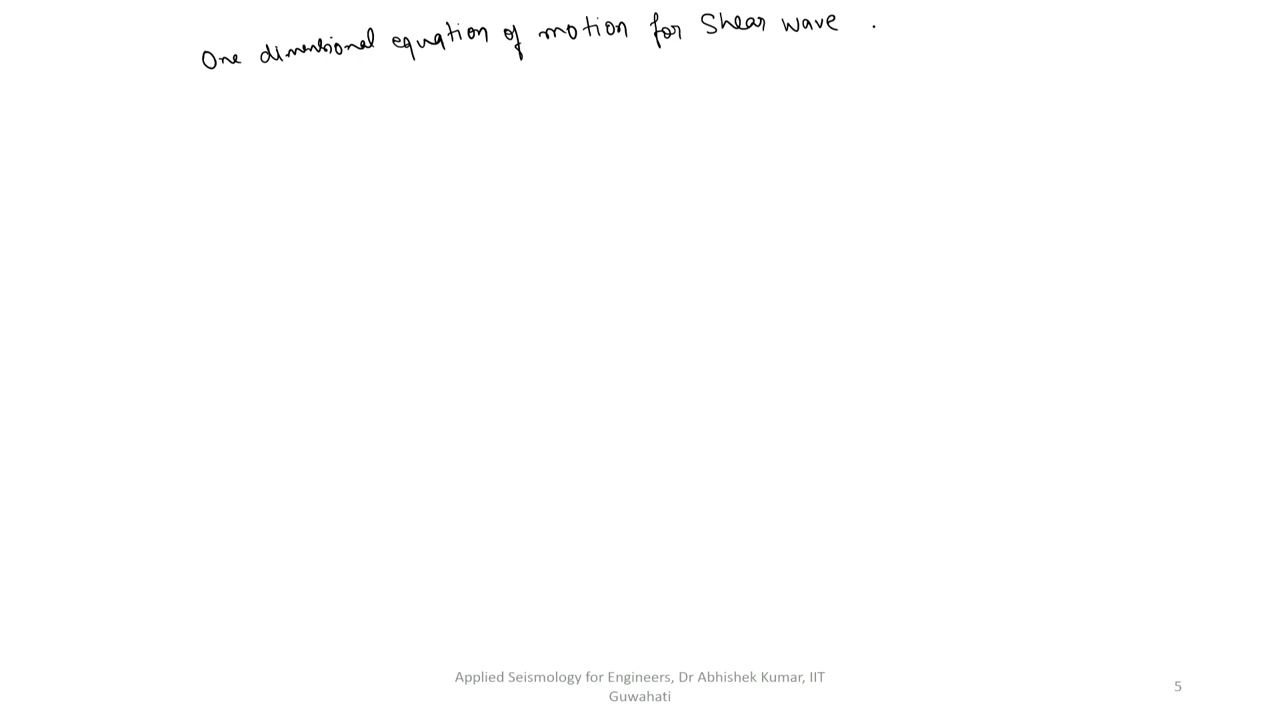 One dimensional equation of motion for Shear wave .
Applied Seismology for Engineers, Dr Abhishek Kumar, IIT
Guwahati
5